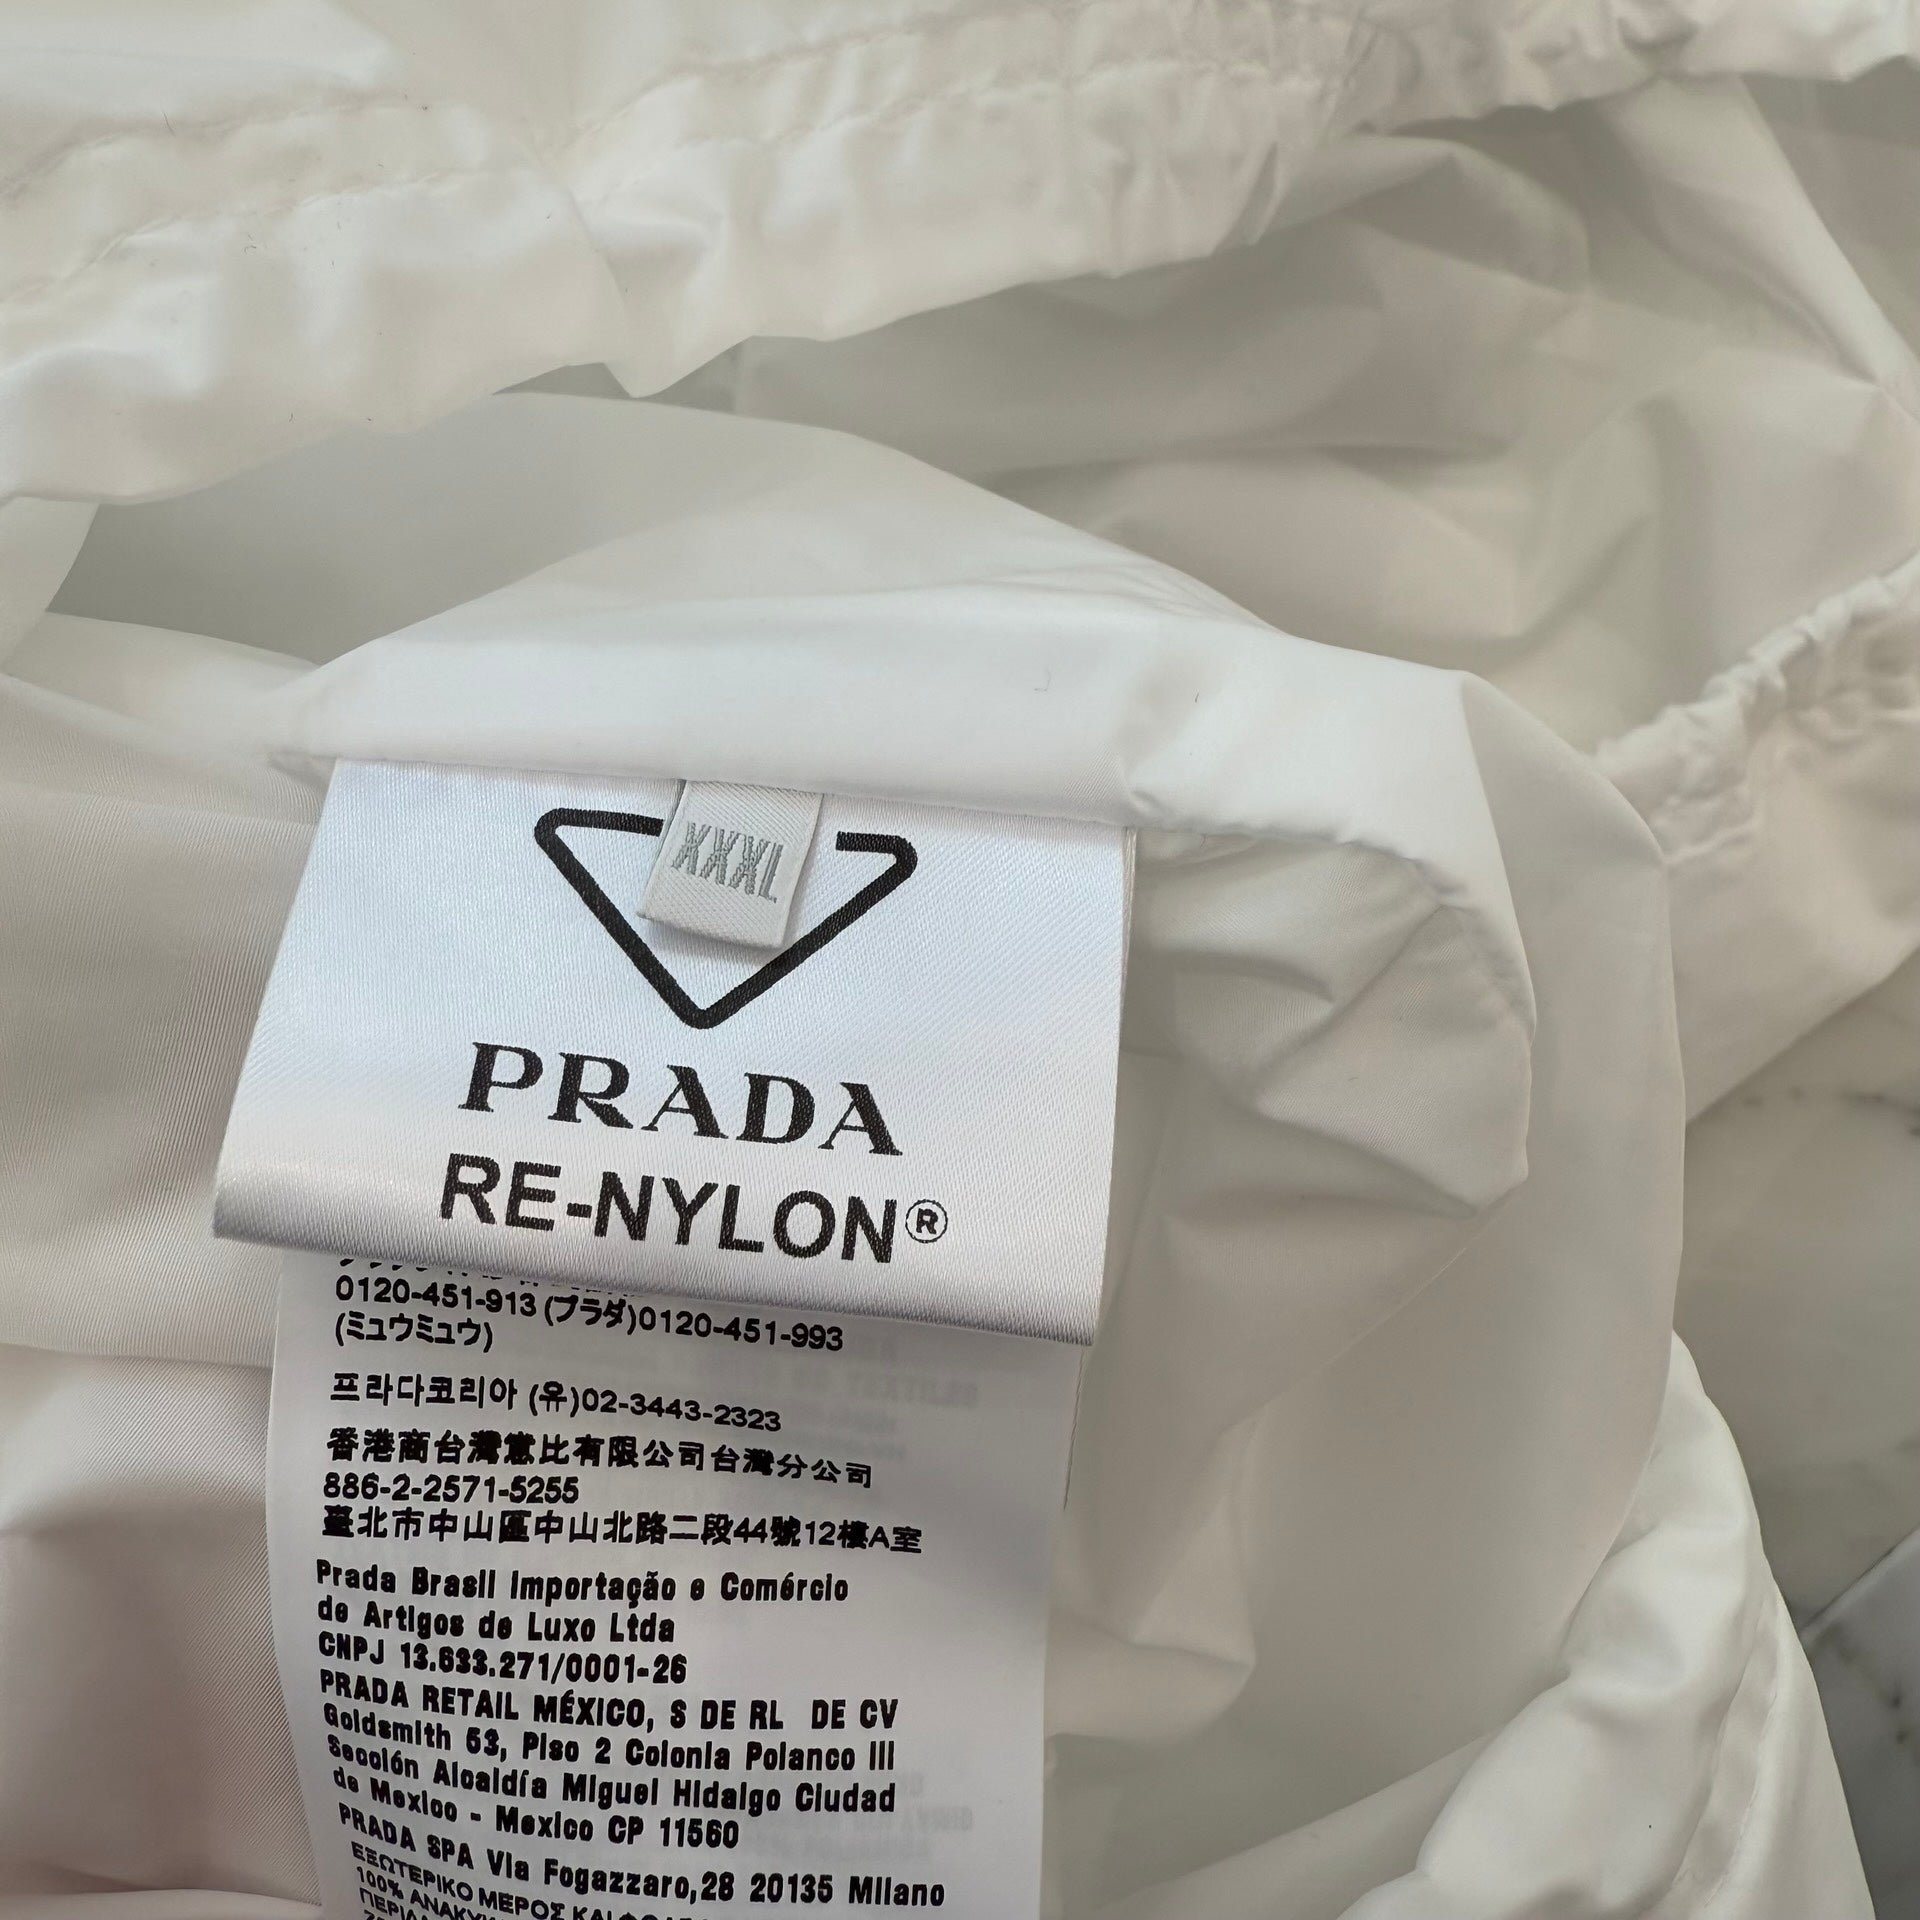 XXXL
PRADA
RE-NYLON®
0120-451-913 (プラダ)0120-451-993
(ミュウミュウ)
프라다코리아 (유)02-3443-2323
香港商台灣憙比有限公司台灣分公司
886-2-2571-5255
臺北市中山區中山北路二段44號12樓A室
Prada Brasil Importação e Comércio
de Artigos de Luxo Ltda
CNPJ 13.633.271/0001-26
PRADA RETAIL MÉXICO, S DE RL DE CV
Goldsmith 53, Piso 2 Colonia Polanco III
Sección Alcaldía Miguel Hidalgo Ciudad
de Mexico - Mexico CP 11560
PRADA SPA Via Fogazzaro,28 20135 Milano
ΕΞΩΤΕΡΙΚΟ ΜΕΡΟΣ ΚΑΙ
100%